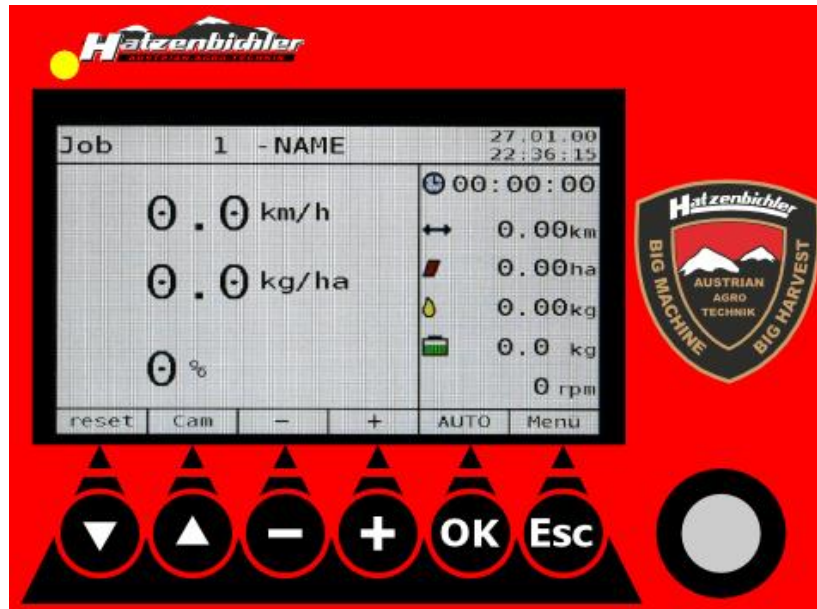 Hatzenbichler
AUSTRIAN AGRO TECHNIK
Job 1 -NAME
27.01.00
22:36:15
0.0 km/h
0.0 kg/ha
0 %
00:00:00
0.00km
0.00ha
0.00kg
0.0 kg
0 rpm
reset Cam - + AUTO Menu
OK Esc
Hatzenbichler
BIG MACHINE
AUSTRIAN
AGRO
TECHNIK
BIG HARVEST